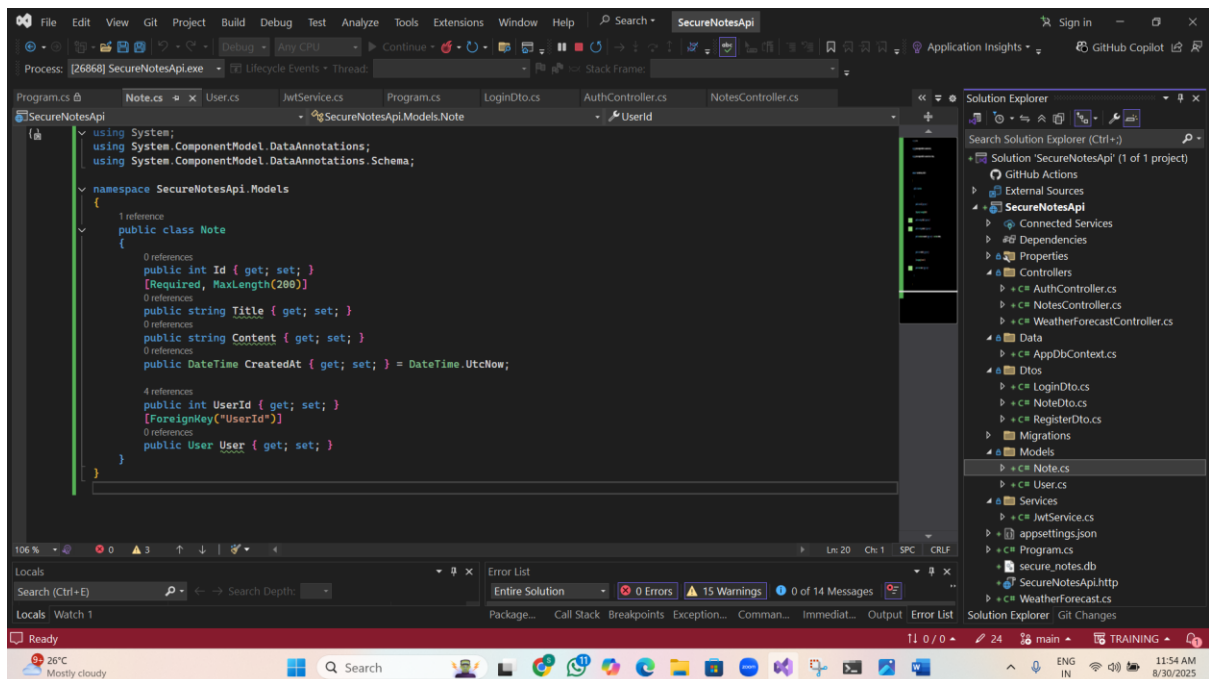 File Edit View Git Project Build Debug Test Analyze Tools Extensions Window Help Search SecureNotesApi Sign in
Debug Any CPU Continue Application Insights GitHub Copilot
Process: [26868] SecureNotesApi.exe Lifecycle Events Thread: Stack Frame:
Program.cs Note.cs User.cs JwtService.cs Program.cs LoginDto.cs AuthController.cs NotesController.cs
SecureNotesApi SecureNotesApi.Models.Note UserId
using System;
using System.ComponentModel.DataAnnotations;
using System.ComponentModel.DataAnnotations.Schema;
namespace SecureNotesApi.Models
{
1 reference
public class Note
{
0 references
public int Id { get; set; }
[Required, MaxLength(200)]
0 references
public string Title { get; set; }
0 references
public string Content { get; set; }
0 references
public DateTime CreatedAt { get; set; } = DateTime.UtcNow;
4 references
public int UserId { get; set; }
[ForeignKey("UserId")]
0 references
public User User { get; set; }
}
}
106 % 0 3 Ln: 20 Ch: 1 SPC CRLF
Locals
Search (Ctrl+E) Search Depth:
Locals Watch 1
Error List
Entire Solution 0 Errors 15 Warnings 0 of 14 Messages
Package... Call Stack Breakpoints Exception... Comman... Immediat... Output Error List
Solution Explorer
Search Solution Explorer (Ctrl+;)
Solution 'SecureNotesApi' (1 of 1 project)
GitHub Actions
External Sources
SecureNotesApi
Connected Services
Dependencies
Properties
Controllers
C# AuthController.cs
C# NotesController.cs
C# WeatherForecastController.cs
Data
C# AppDbContext.cs
Dtos
C# LoginDto.cs
C# NoteDto.cs
C# RegisterDto.cs
Migrations
Models
C# Note.cs
C# User.cs
Services
C# JwtService.cs
appsettings.json
C# Program.cs
secure_notes.db
SecureNotesApi.http
C# WeatherForecast.cs
Solution Explorer Git Changes
Ready 0 / 0 24 main TRAINING
26°C
Mostly cloudy
Search
ENG
IN
11:54 AM
8/30/2025